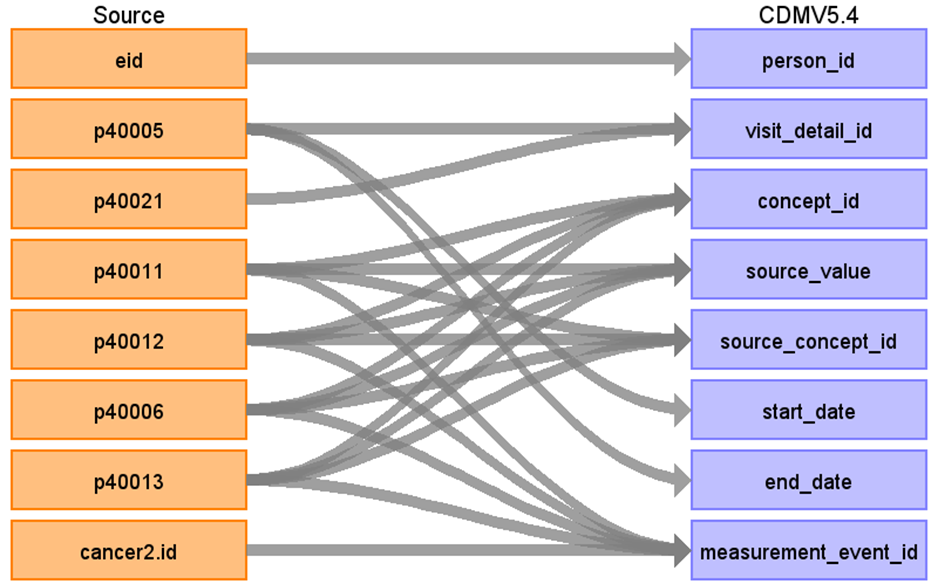 Source CDMV5.4
eid person_id
p40005 visit_detail_id
p40021 concept_id
p40011 source_value
p40012 source_concept_id
p40006 start_date
p40013 end_date
cancer2.id measurement_event_id